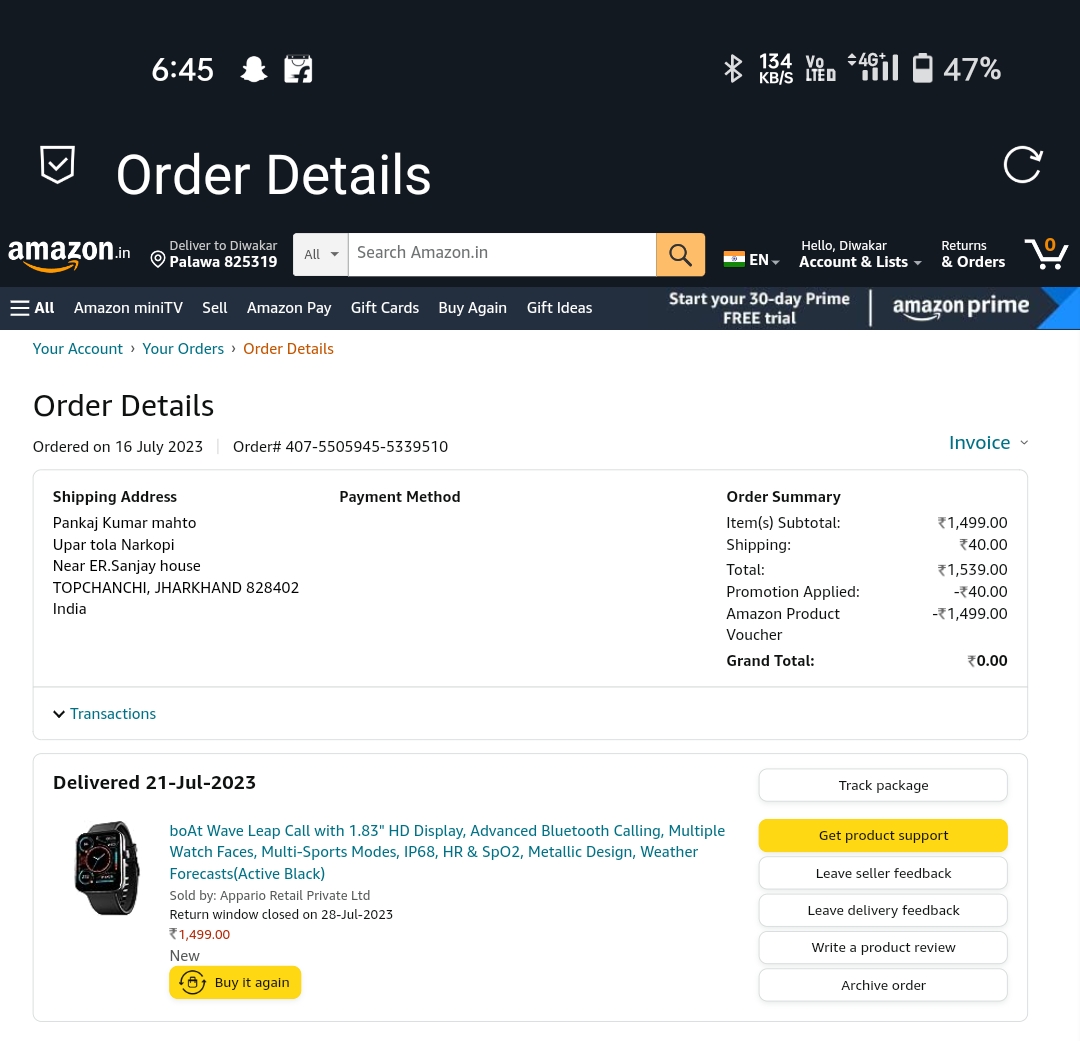 6:45
134
KB/S
Vo
LTED
4G+
47%
Order Details
amazon.in
Deliver to Diwakar
Palawa 825319
All
Search Amazon.in
EN
Hello, Diwakar
Account & Lists
Returns
& Orders
0
All
Amazon miniTV
Sell
Amazon Pay
Gift Cards
Buy Again
Gift Ideas
Start your 30-day Prime
FREE trial
amazon prime
Your Account › Your Orders › Order Details
Order Details
Ordered on 16 July 2023
Order# 407-5505945-5339510
Invoice
Shipping Address
Pankaj Kumar mahto
Upar tola Narkopi
Near ER.Sanjay house
TOPCHANCHI, JHARKHAND 828402
India
Payment Method
Order Summary
Item(s) Subtotal: ₹1,499.00
Shipping: ₹40.00
Total: ₹1,539.00
Promotion Applied: -₹40.00
Amazon Product -₹1,499.00
Voucher
Grand Total: ₹0.00
Transactions
Delivered 21-Jul-2023
boAt Wave Leap Call with 1.83" HD Display, Advanced Bluetooth Calling, Multiple
Watch Faces, Multi-Sports Modes, IP68, HR & SpO2, Metallic Design, Weather
Forecasts(Active Black)
Sold by: Appario Retail Private Ltd
Return window closed on 28-Jul-2023
₹1,499.00
New
Buy it again
Track package
Get product support
Leave seller feedback
Leave delivery feedback
Write a product review
Archive order